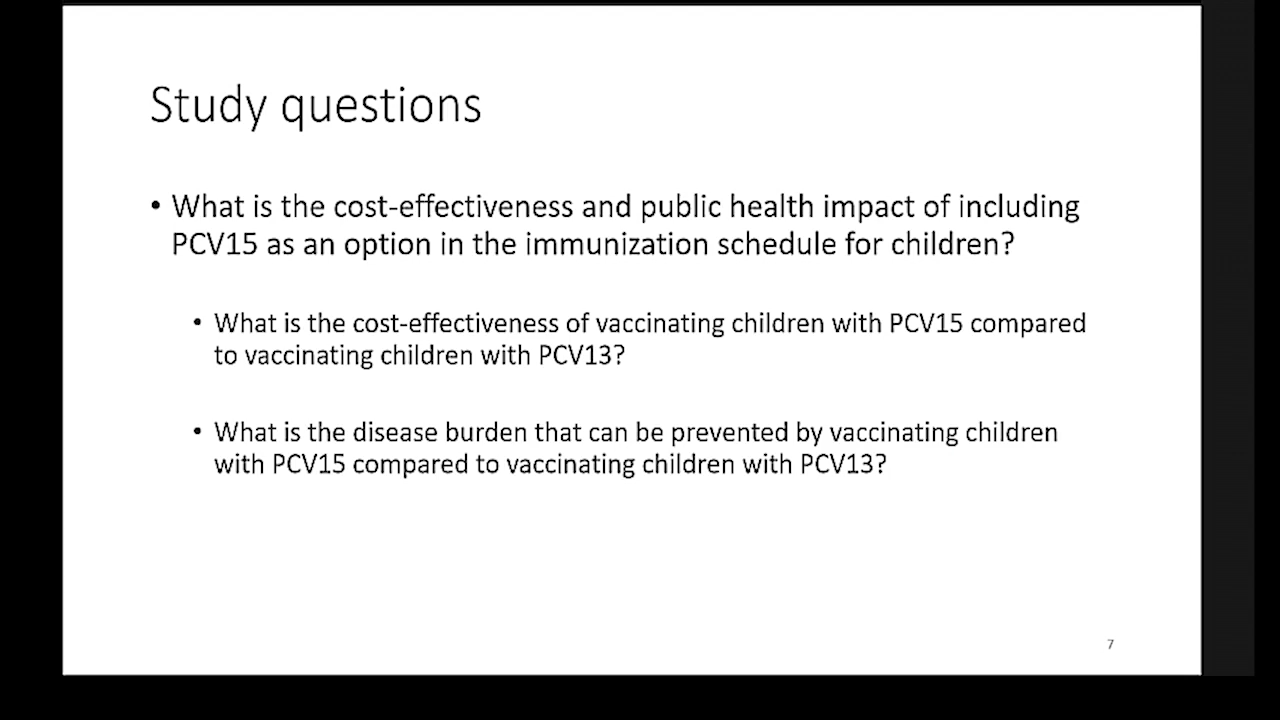 Study questions
• What is the cost-effectiveness and public health impact of including
PCV15 as an option in the immunization schedule for children?
• What is the cost-effectiveness of vaccinating children with PCV15 compared
to vaccinating children with PCV13?
• What is the disease burden that can be prevented by vaccinating children
with PCV15 compared to vaccinating children with PCV13?
7